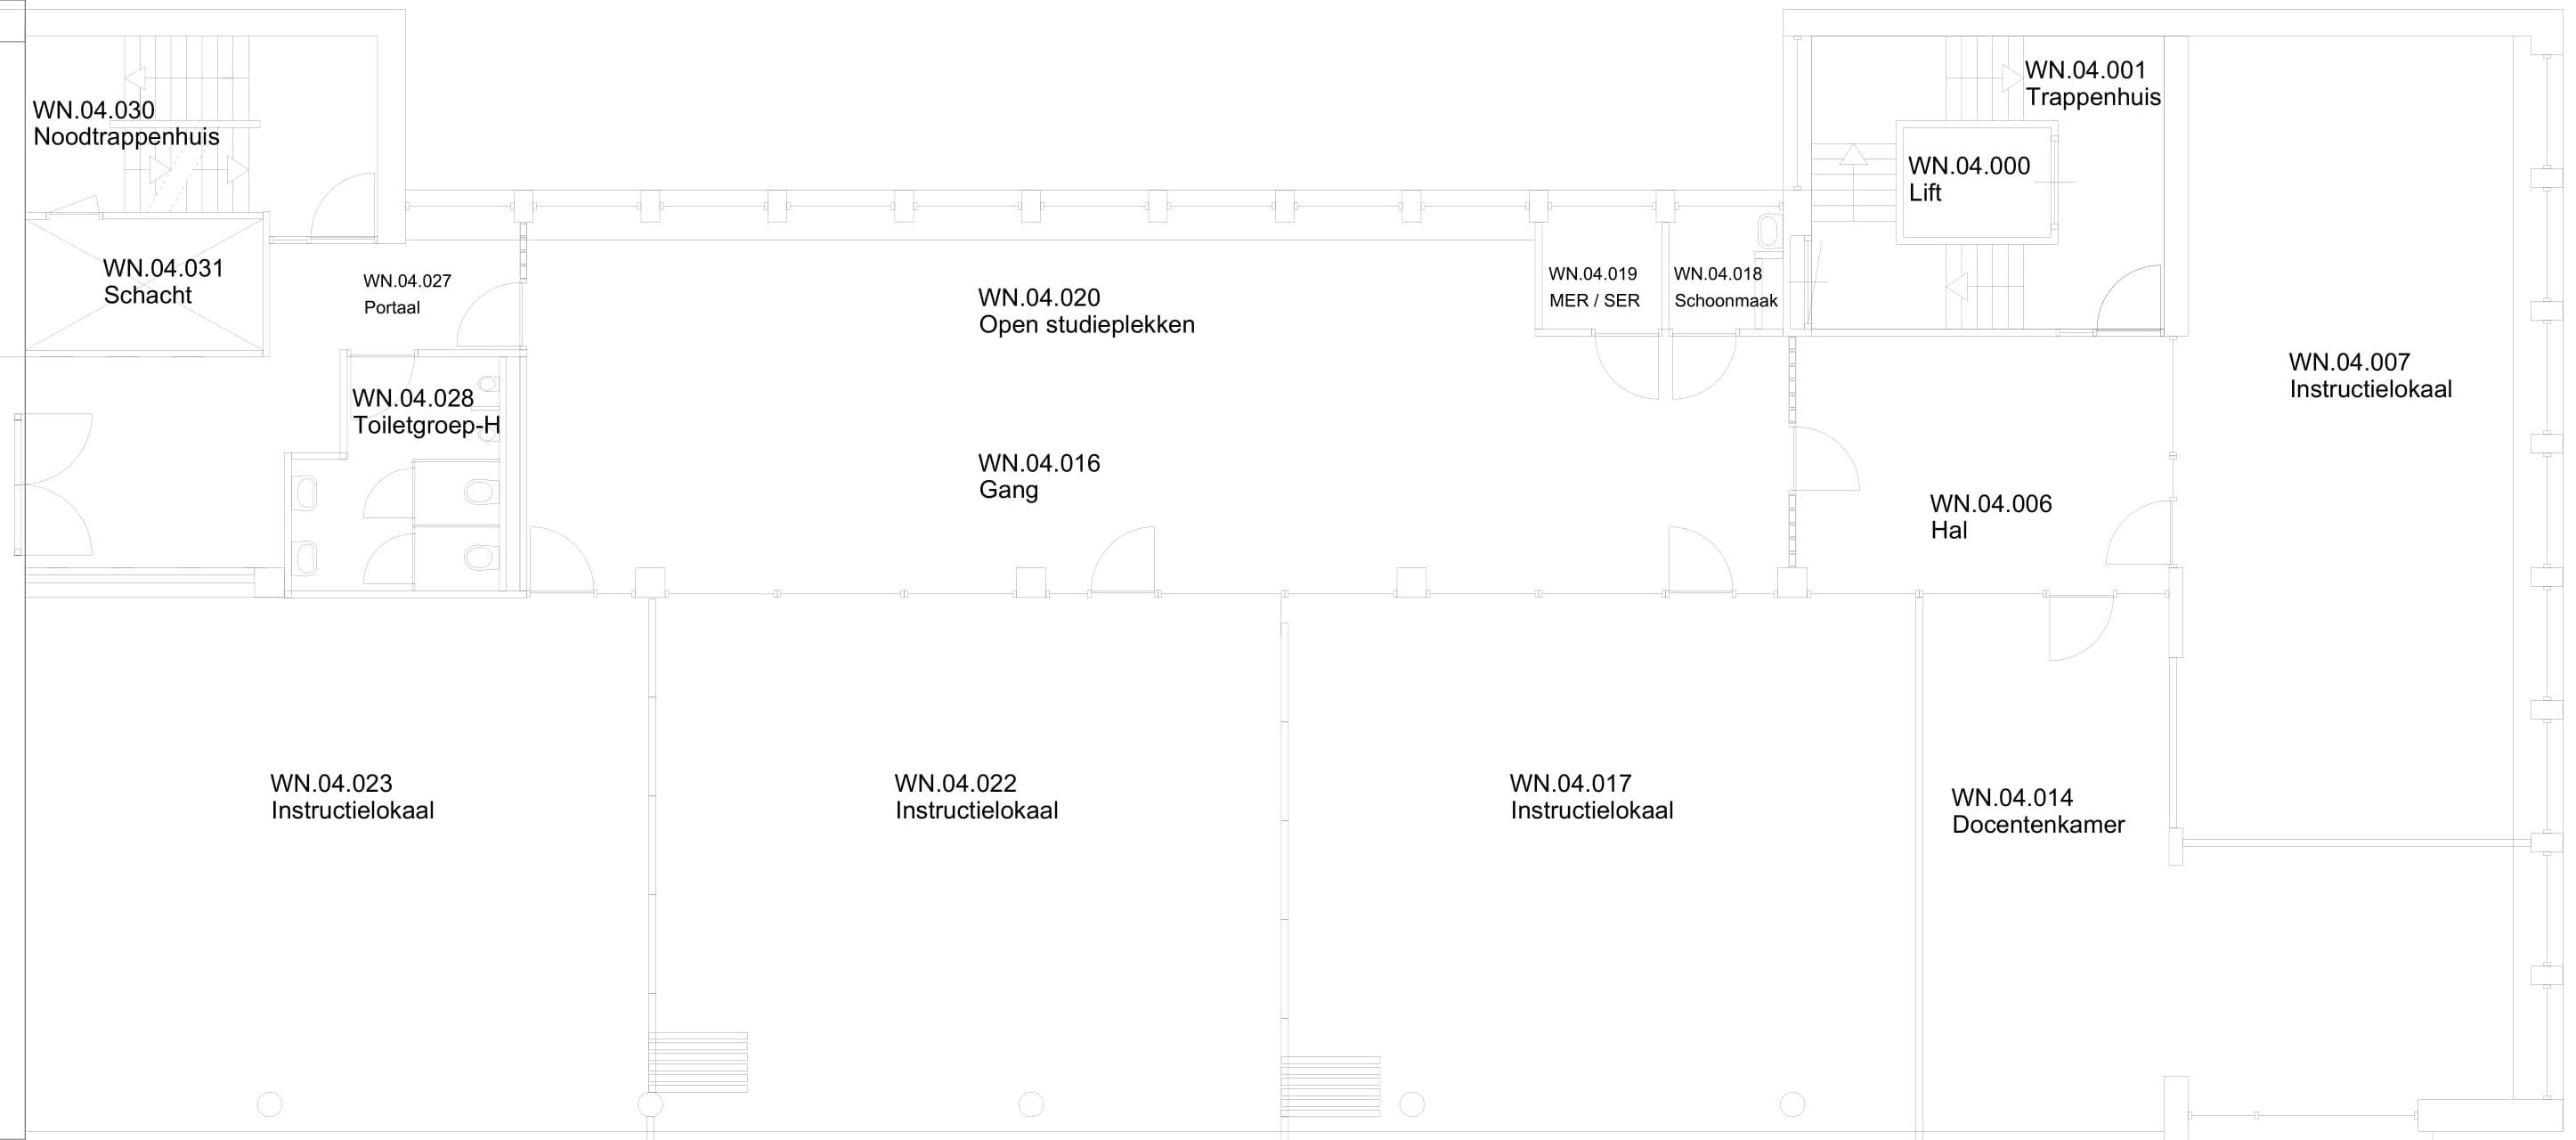 WN.04.030
Noodtrappenhuis
WN.04.001
Trappenhuis
WN.04.000
Lift
WN.04.031
Schacht
WN.04.027
Portaal
WN.04.020
Open studieplekken
WN.04.019
MER / SER
WN.04.018
Schoonmaak
WN.04.007
Instructielokaal
WN.04.028
Toiletgroep-H
WN.04.016
Gang
WN.04.006
Hal
WN.04.023
Instructielokaal
WN.04.022
Instructielokaal
WN.04.017
Instructielokaal
WN.04.014
Docentenkamer